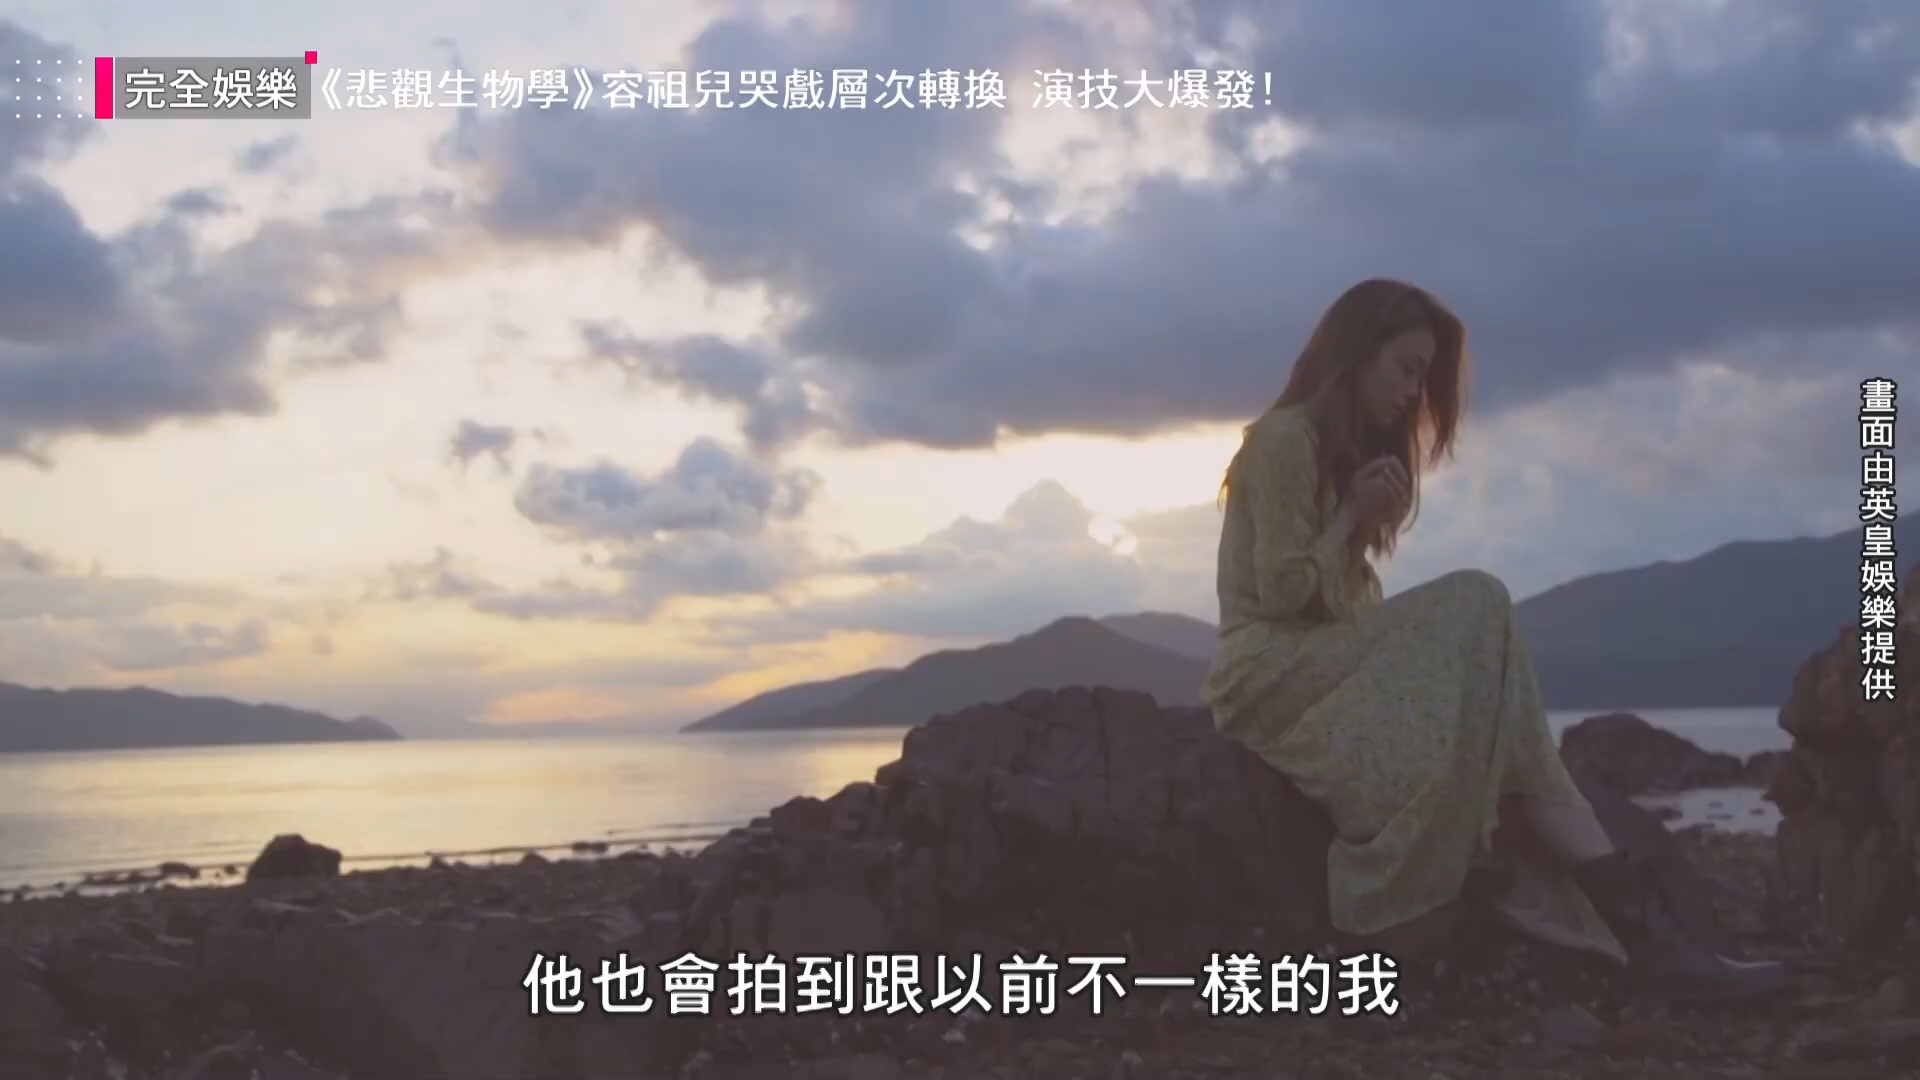 完全娛樂 《悲觀生物學》容祖兒哭戲層次轉換 演技大爆發!
畫面由英皇娛樂提供
他也會拍到跟以前不一樣的我